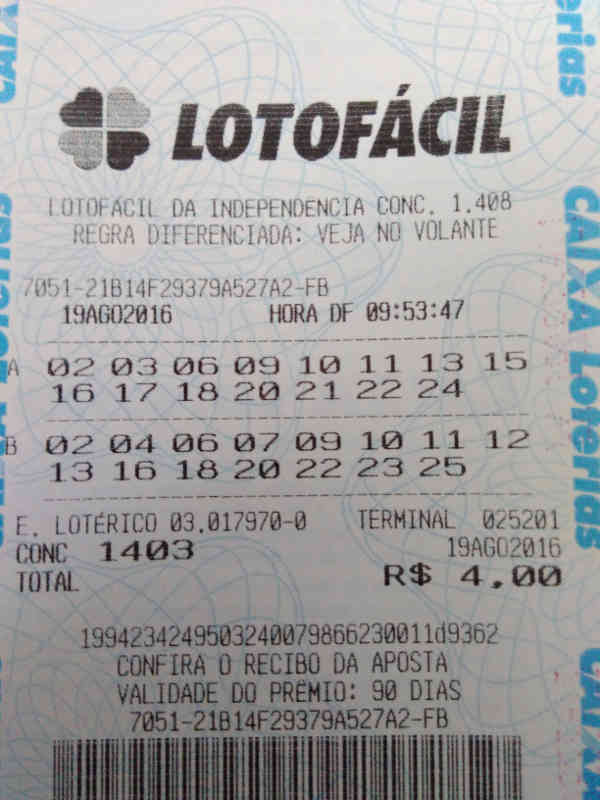 LOTOFÁCIL
LOTOFACIL DA INDEPENDENCIA CONC. 1.408
REGRA DIFERENCIADA: VEJA NO VOLANTE
7051-21B14F29379A527A2-FB
19AGO2016 HORA DF 09:53:47
A 02 03 06 09 10 11 13 15
16 17 18 20 21 22 24
B 02 04 06 07 09 10 11 12
13 16 18 20 22 23 25
E. LOTÉRICO 03.017970-0 TERMINAL 025201
CONC 1403 19AGO2016
TOTAL R$ 4,00
1994234249503240079866230011d9362
CONFIRA O RECIBO DA APOSTA
VALIDADE DO PRÊMIO: 90 DIAS
7051-21B14F29379A527A2-FB
CAIXA Loterias
CAIXA